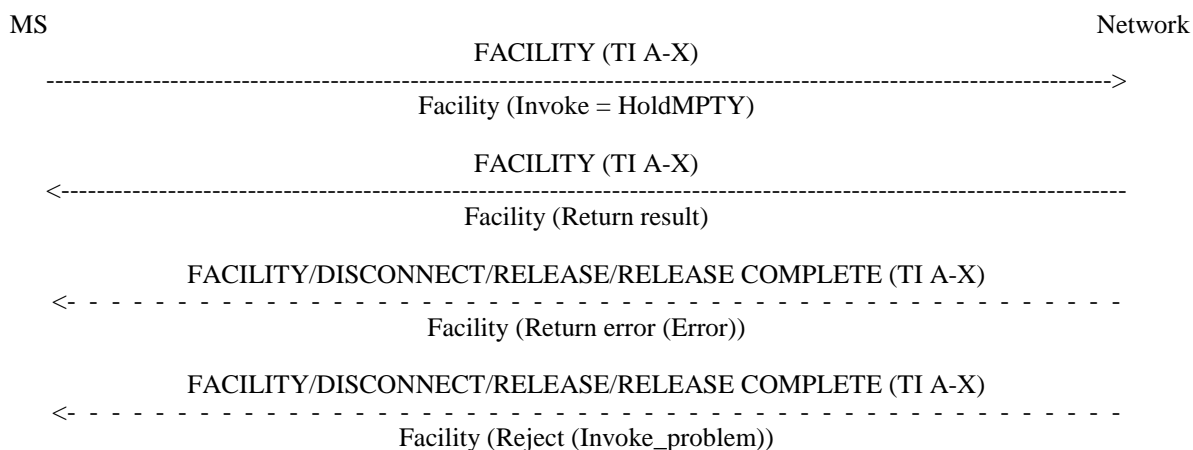 MS Network
FACILITY (TI A-X)
Facility (Invoke = HoldMPTY)
FACILITY (TI A-X)
Facility (Return result)
FACILITY/DISCONNECT/RELEASE/RELEASE COMPLETE (TI A-X)
Facility (Return error (Error))
FACILITY/DISCONNECT/RELEASE/RELEASE COMPLETE (TI A-X)
Facility (Reject (Invoke_problem))